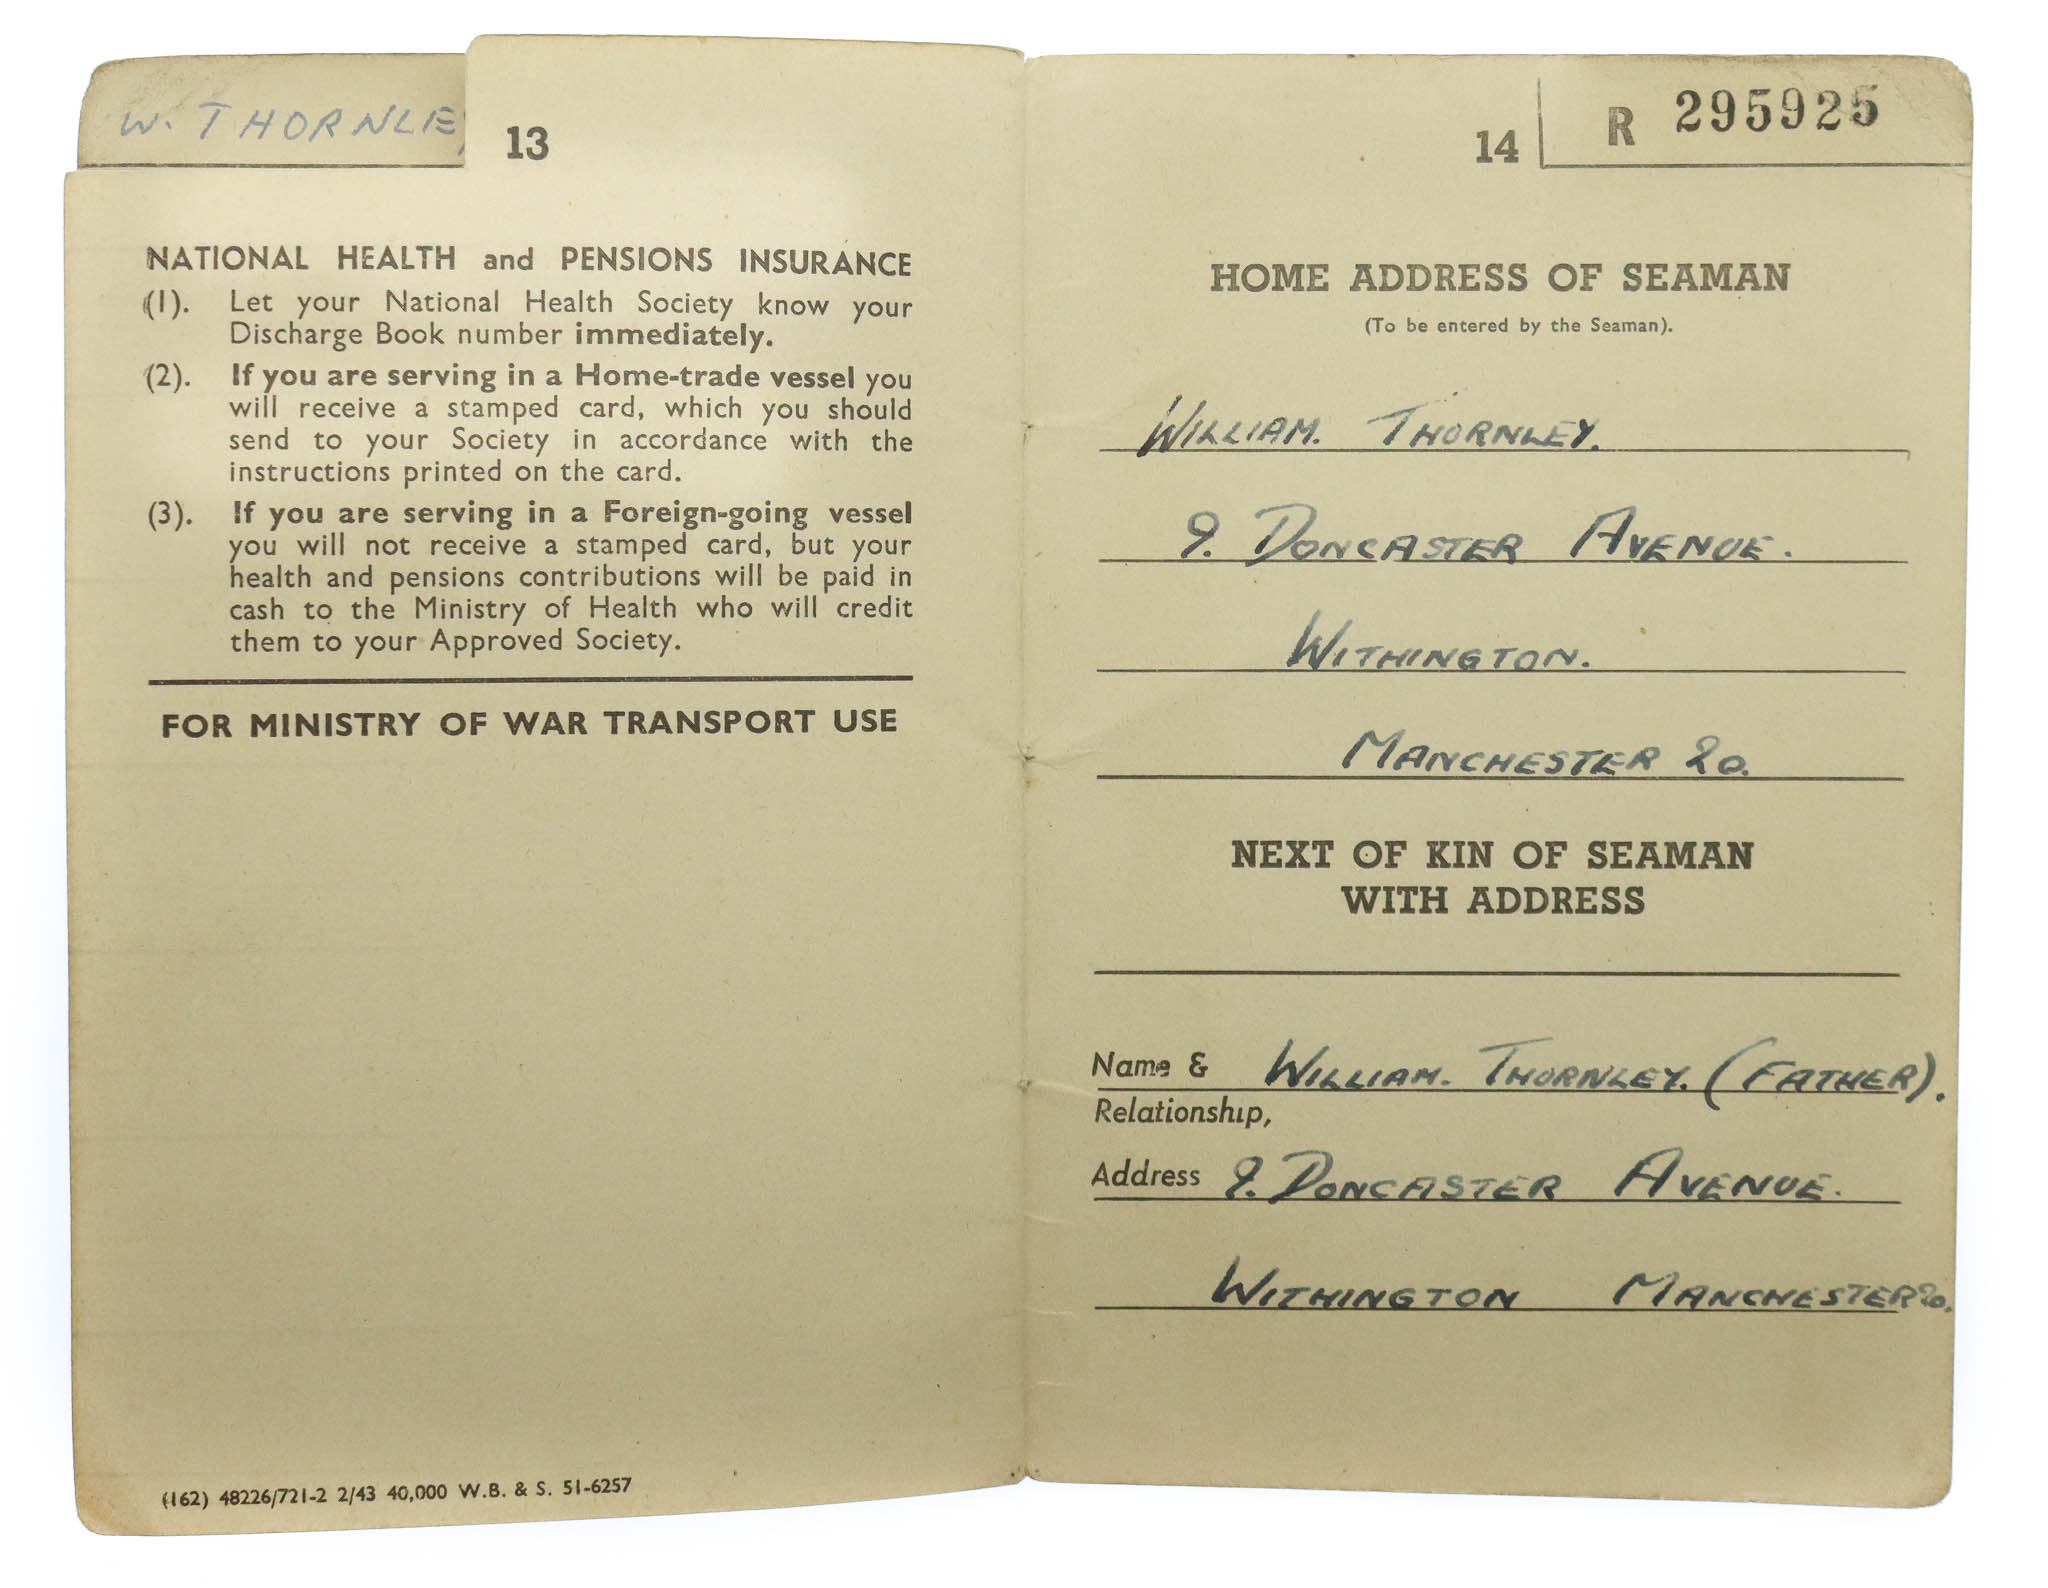 W. THORNLE
13
NATIONAL HEALTH and PENSIONS INSURANCE
(1). Let your National Health Society know your
Discharge Book number immediately.
(2). If you are serving in a Home-trade vessel you
will receive a stamped card, which you should
send to your Society in accordance with the
instructions printed on the card.
(3). If you are serving in a Foreign-going vessel
you will not receive a stamped card, but your
health and pensions contributions will be paid in
cash to the Ministry of Health who will credit
them to your Approved Society.
FOR MINISTRY OF WAR TRANSPORT USE
(162) 48226/721-2 2/43 40,000 W.B. & S. 51-6257
14
R 295925
HOME ADDRESS OF SEAMAN
(To be entered by the Seaman).
WILLIAM. THORNLEY.
9. DONCASTER AVENUE.
WITHINGTON.
MANCHESTER 20.
NEXT OF KIN OF SEAMAN
WITH ADDRESS
Name & WILLIAM. THORNLEY. (FATHER).
Relationship,
Address 9. DONCASTER AVENUE.
WITHINGTON MANCHESTER 20.